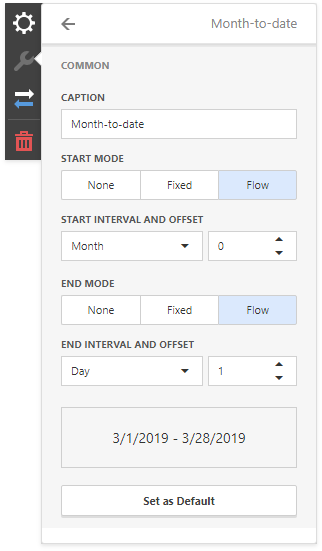 Month-to-date
COMMON
CAPTION
Month-to-date
START MODE
None Fixed Flow
START INTERVAL AND OFFSET
Month 0
END MODE
None Fixed Flow
END INTERVAL AND OFFSET
Day 1
3/1/2019 - 3/28/2019
Set as Default